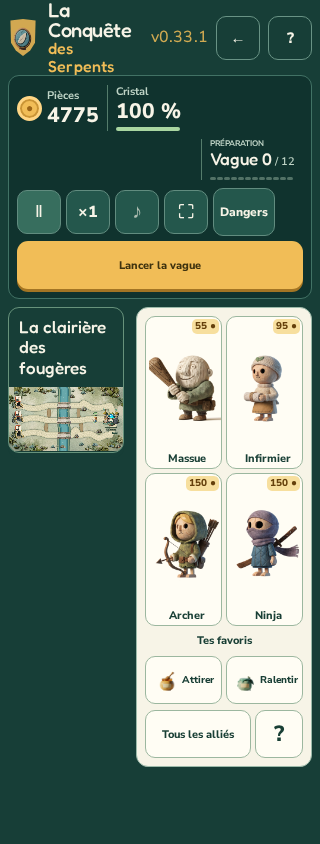 La
Conquête
des
Serpents
v0.33.1
←
?
Pièces
4775
Cristal
100 %
PRÉPARATION
Vague 0 / 12
×1
♪
Dangers
Lancer la vague
La clairière
des
fougères
55
95
Massue
Infirmier
150
150
Archer
Ninja
Tes favoris
Attirer
Ralentir
Tous les alliés
?